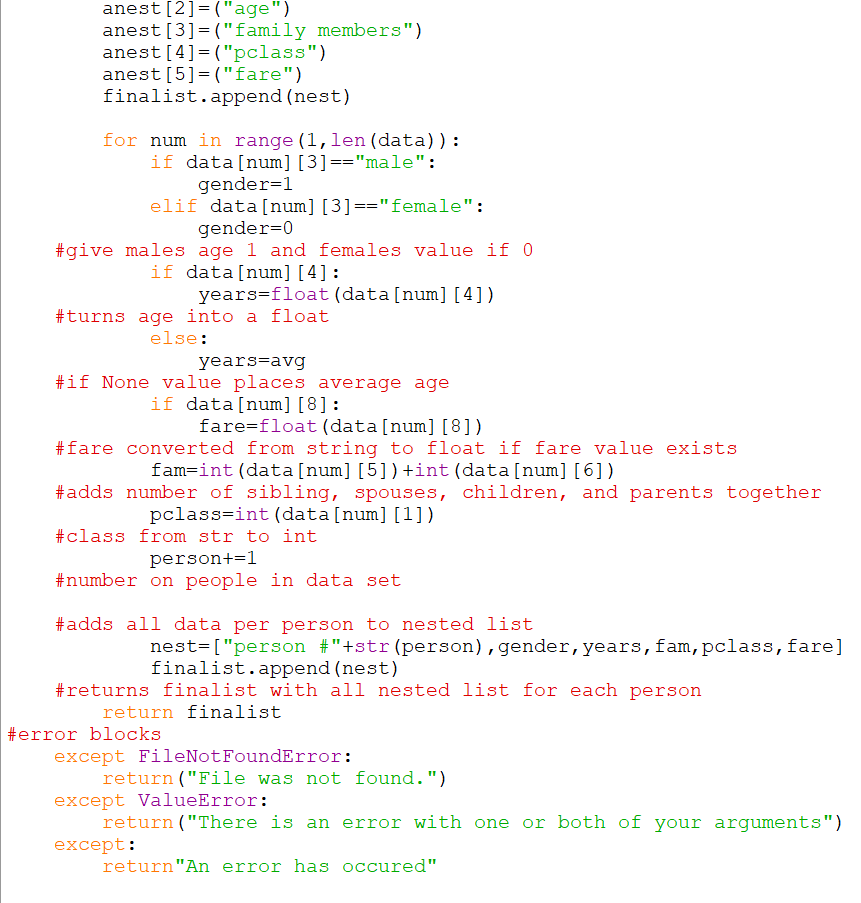 anest[2]=("age")
        anest[3]=("family members")
        anest[4]=("pclass")
        anest[5]=("fare")
        finalist.append(nest)

        for num in range(1,len(data)):
            if data[num][3]=="male":
                gender=1
            elif data[num][3]=="female":
                gender=0
    #give males age 1 and females value if 0
            if data[num][4]:
                years=float(data[num][4])
    #turns age into a float
            else:
                years=avg
    #if None value places average age
            if data[num][8]:
                fare=float(data[num][8])
    #fare converted from string to float if fare value exists
            fam=int(data[num][5])+int(data[num][6])
    #adds number of sibling, spouses, children, and parents together
            pclass=int(data[num][1])
    #class from str to int
            person+=1
    #number on people in data set

    #adds all data per person to nested list
            nest=["person #"+str(person),gender,years,fam,pclass,fare]
            finalist.append(nest)
    #returns finalist with all nested list for each person
        return finalist
#error blocks
    except FileNotFoundError:
        return("File was not found.")
    except ValueError:
        return("There is an error with one or both of your arguments")
    except:
        return"An error has occured"